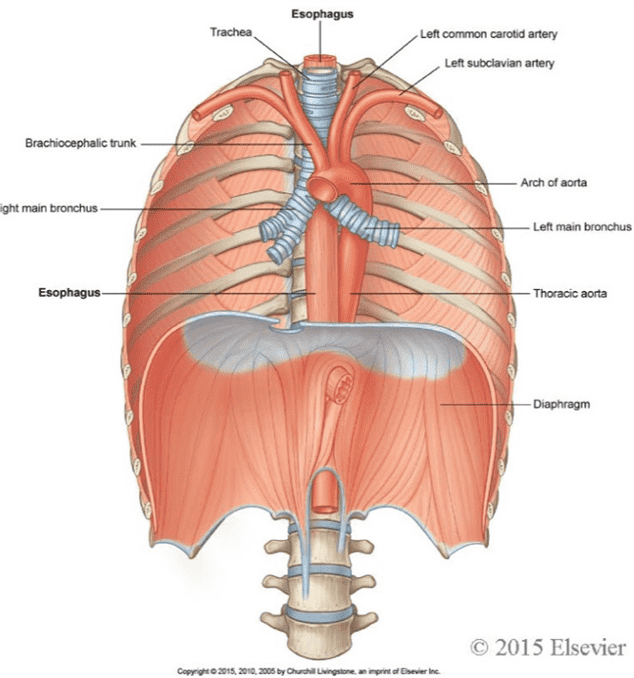 Esophagus
Trachea
Left common carotid artery
Left subclavian artery
Brachiocephalic trunk
Arch of aorta
ight main bronchus
Left main bronchus
Esophagus
Thoracic aorta
Diaphragm
© 2015 Elsevier
Copyright © 2015, 2010, 2005 by Churchill Livingstone, an imprint of Elsevier Inc.